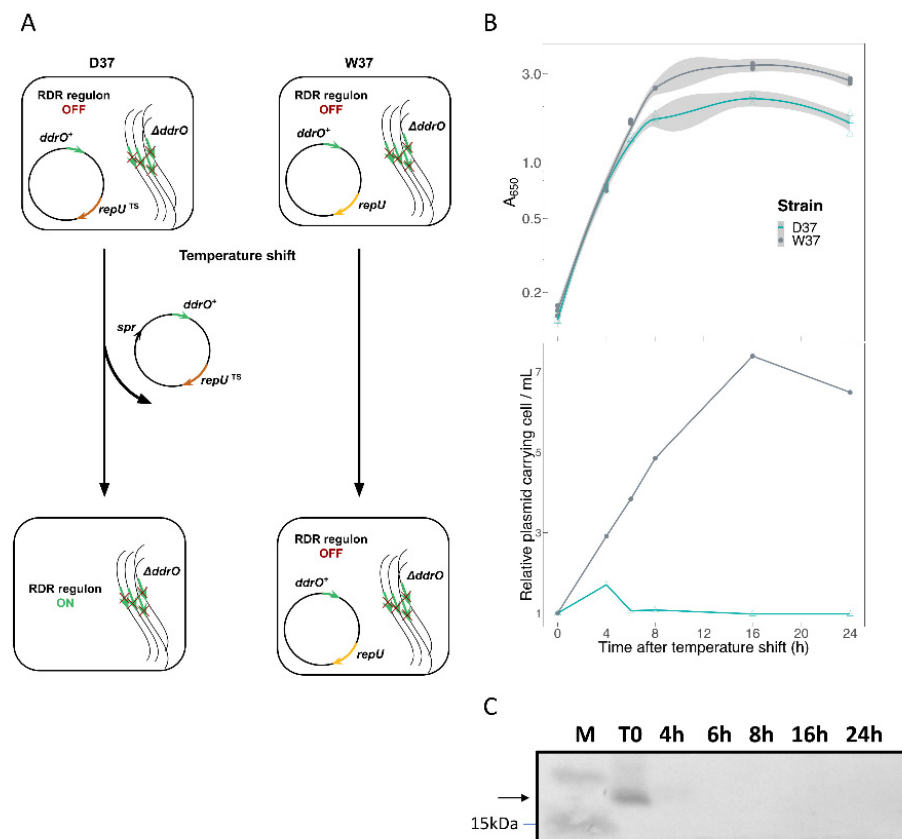 A
D37
W37
RDR regulon
OFF
ΔddrO
ddrO⁺
repU ᵀˢ
RDR regulon
OFF
ΔddrO
ddrO⁺
repU
Temperature shift
ddrO⁺
spr
repU ᵀˢ
RDR regulon
ON
ΔddrO
RDR regulon
OFF
ΔddrO
ddrO⁺
repU
B
3.0
1.0
0.5
0.2
A₆₅₀
Strain
D37
W37
7
5
3
1
Relative plasmid carrying cell / mL
0 4 8 12 16 20 24
Time after temperature shift (h)
C
M T0 4h 6h 8h 16h 24h
15kDa